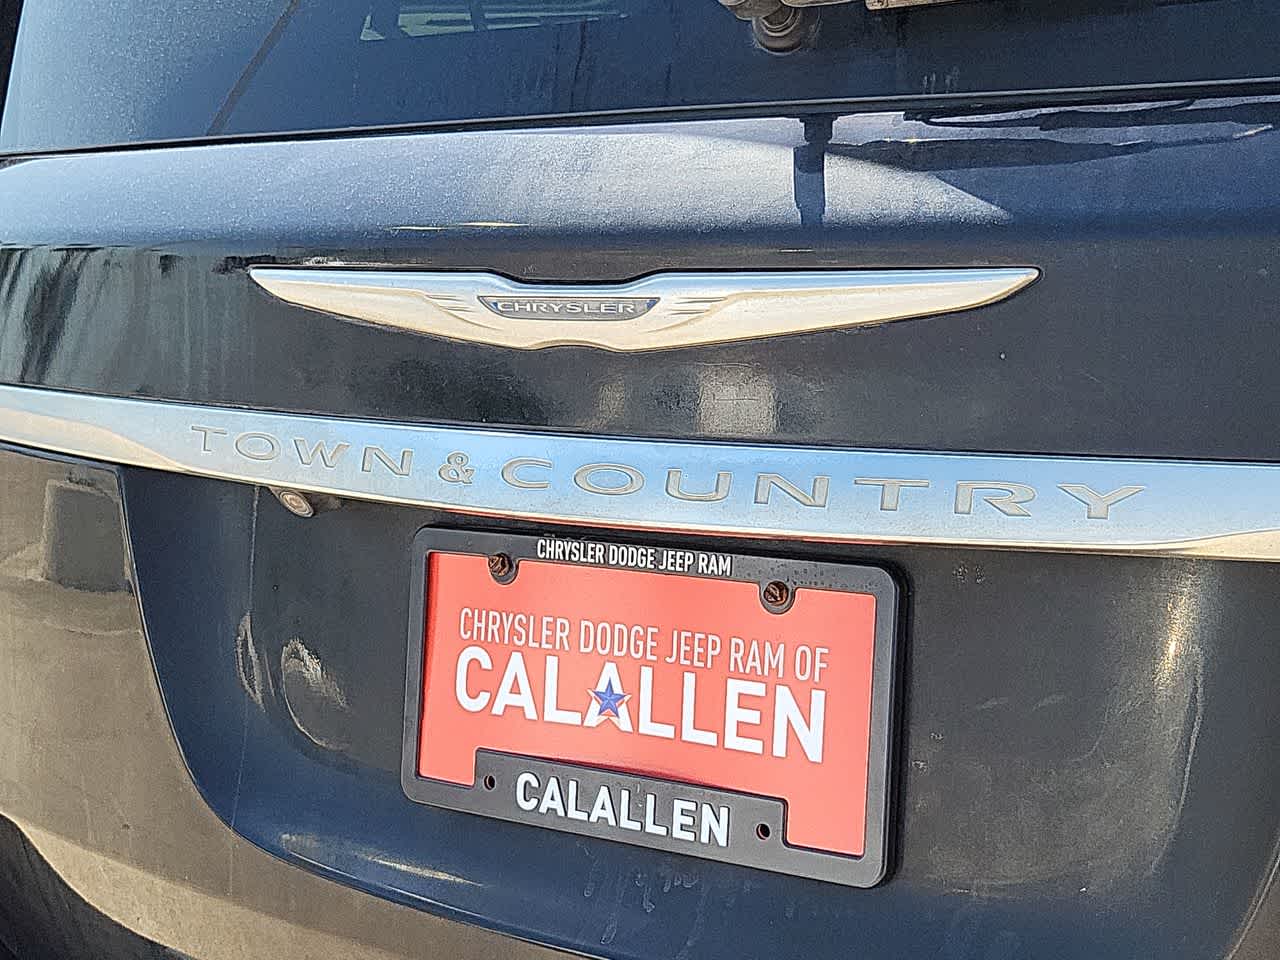 CHRYSLER
TOWN & COUNTRY
CHRYSLER DODGE JEEP RAM
CHRYSLER DODGE JEEP RAM OF
CALALLEN
CALALLEN